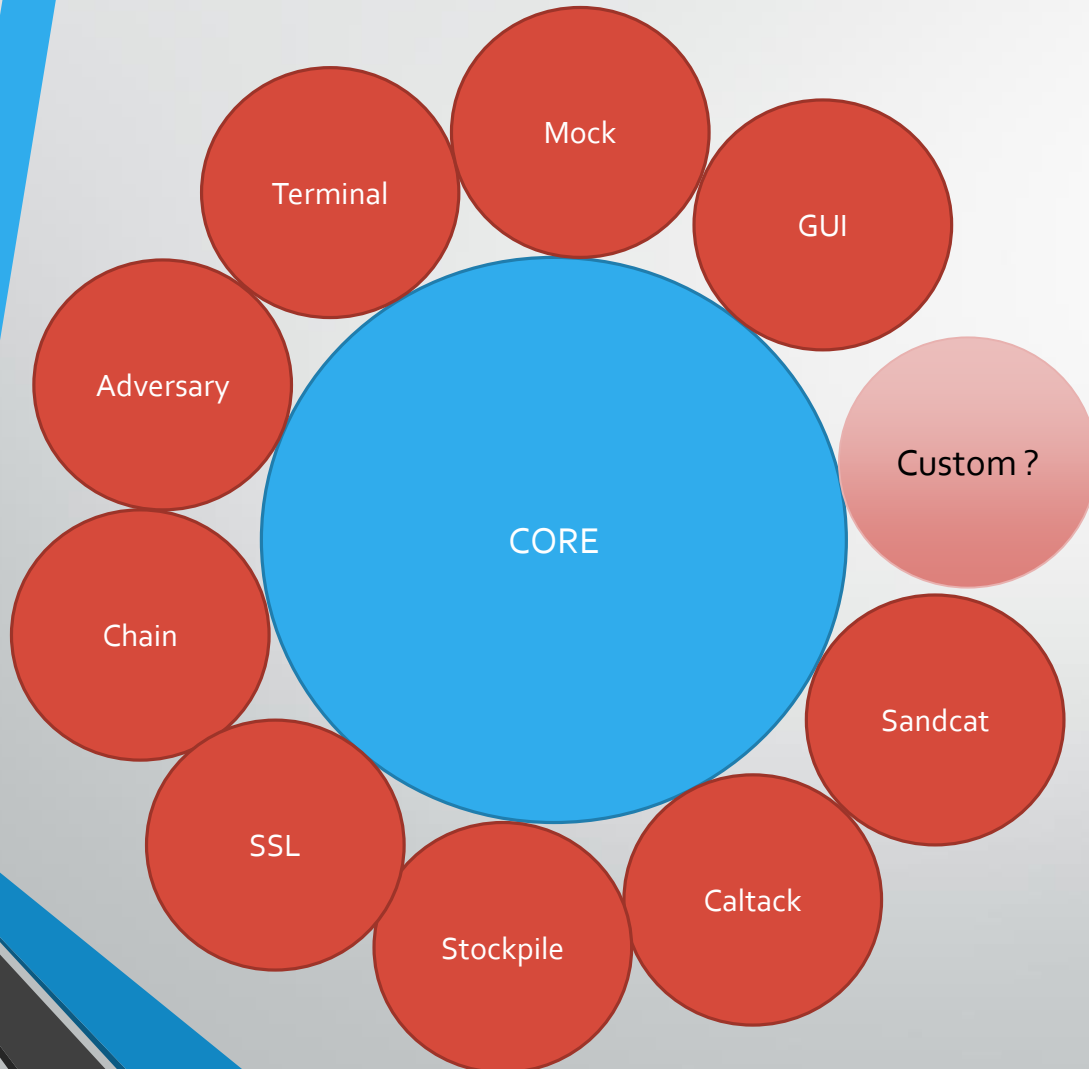 Mock
Terminal
GUI
Adversary
Custom ?
CORE
Chain
Sandcat
SSL
Caltack
Stockpile